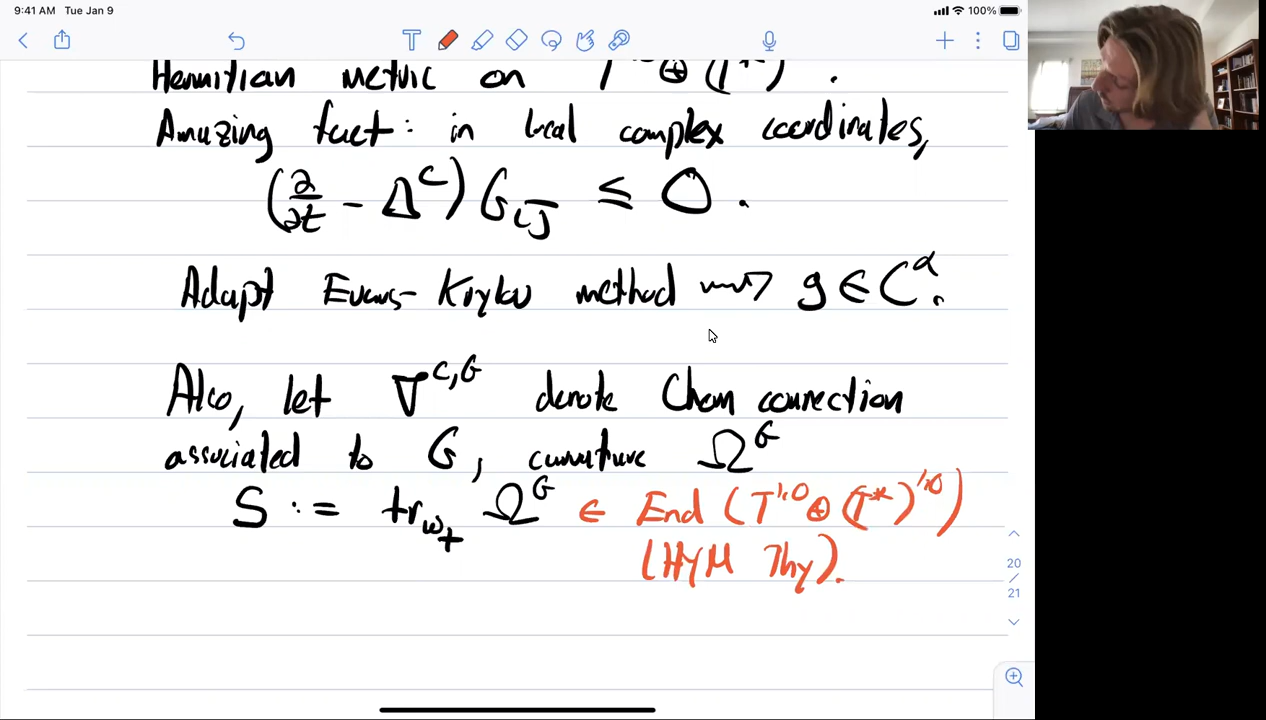 9:41 AM Tue Jan 9
100%
Hermitian metric on T^{1,0} ⊕ (T*)^{1,0} .
Amazing fact: in local complex coordinates,
(∂/∂t − Δ^C) G_{iJ̄} ≤ 0 .
Adapt Evans-Krylov method ⇝ g ∈ C^α.
Also, let ∇^{C,G} denote Chern connection
associated to G, curvature Ω^G
S := tr_{ω_+} Ω^G ∈ End (T^{1,0} ⊕ (T*)^{1,0})
(HYM Thy).
20
/
21